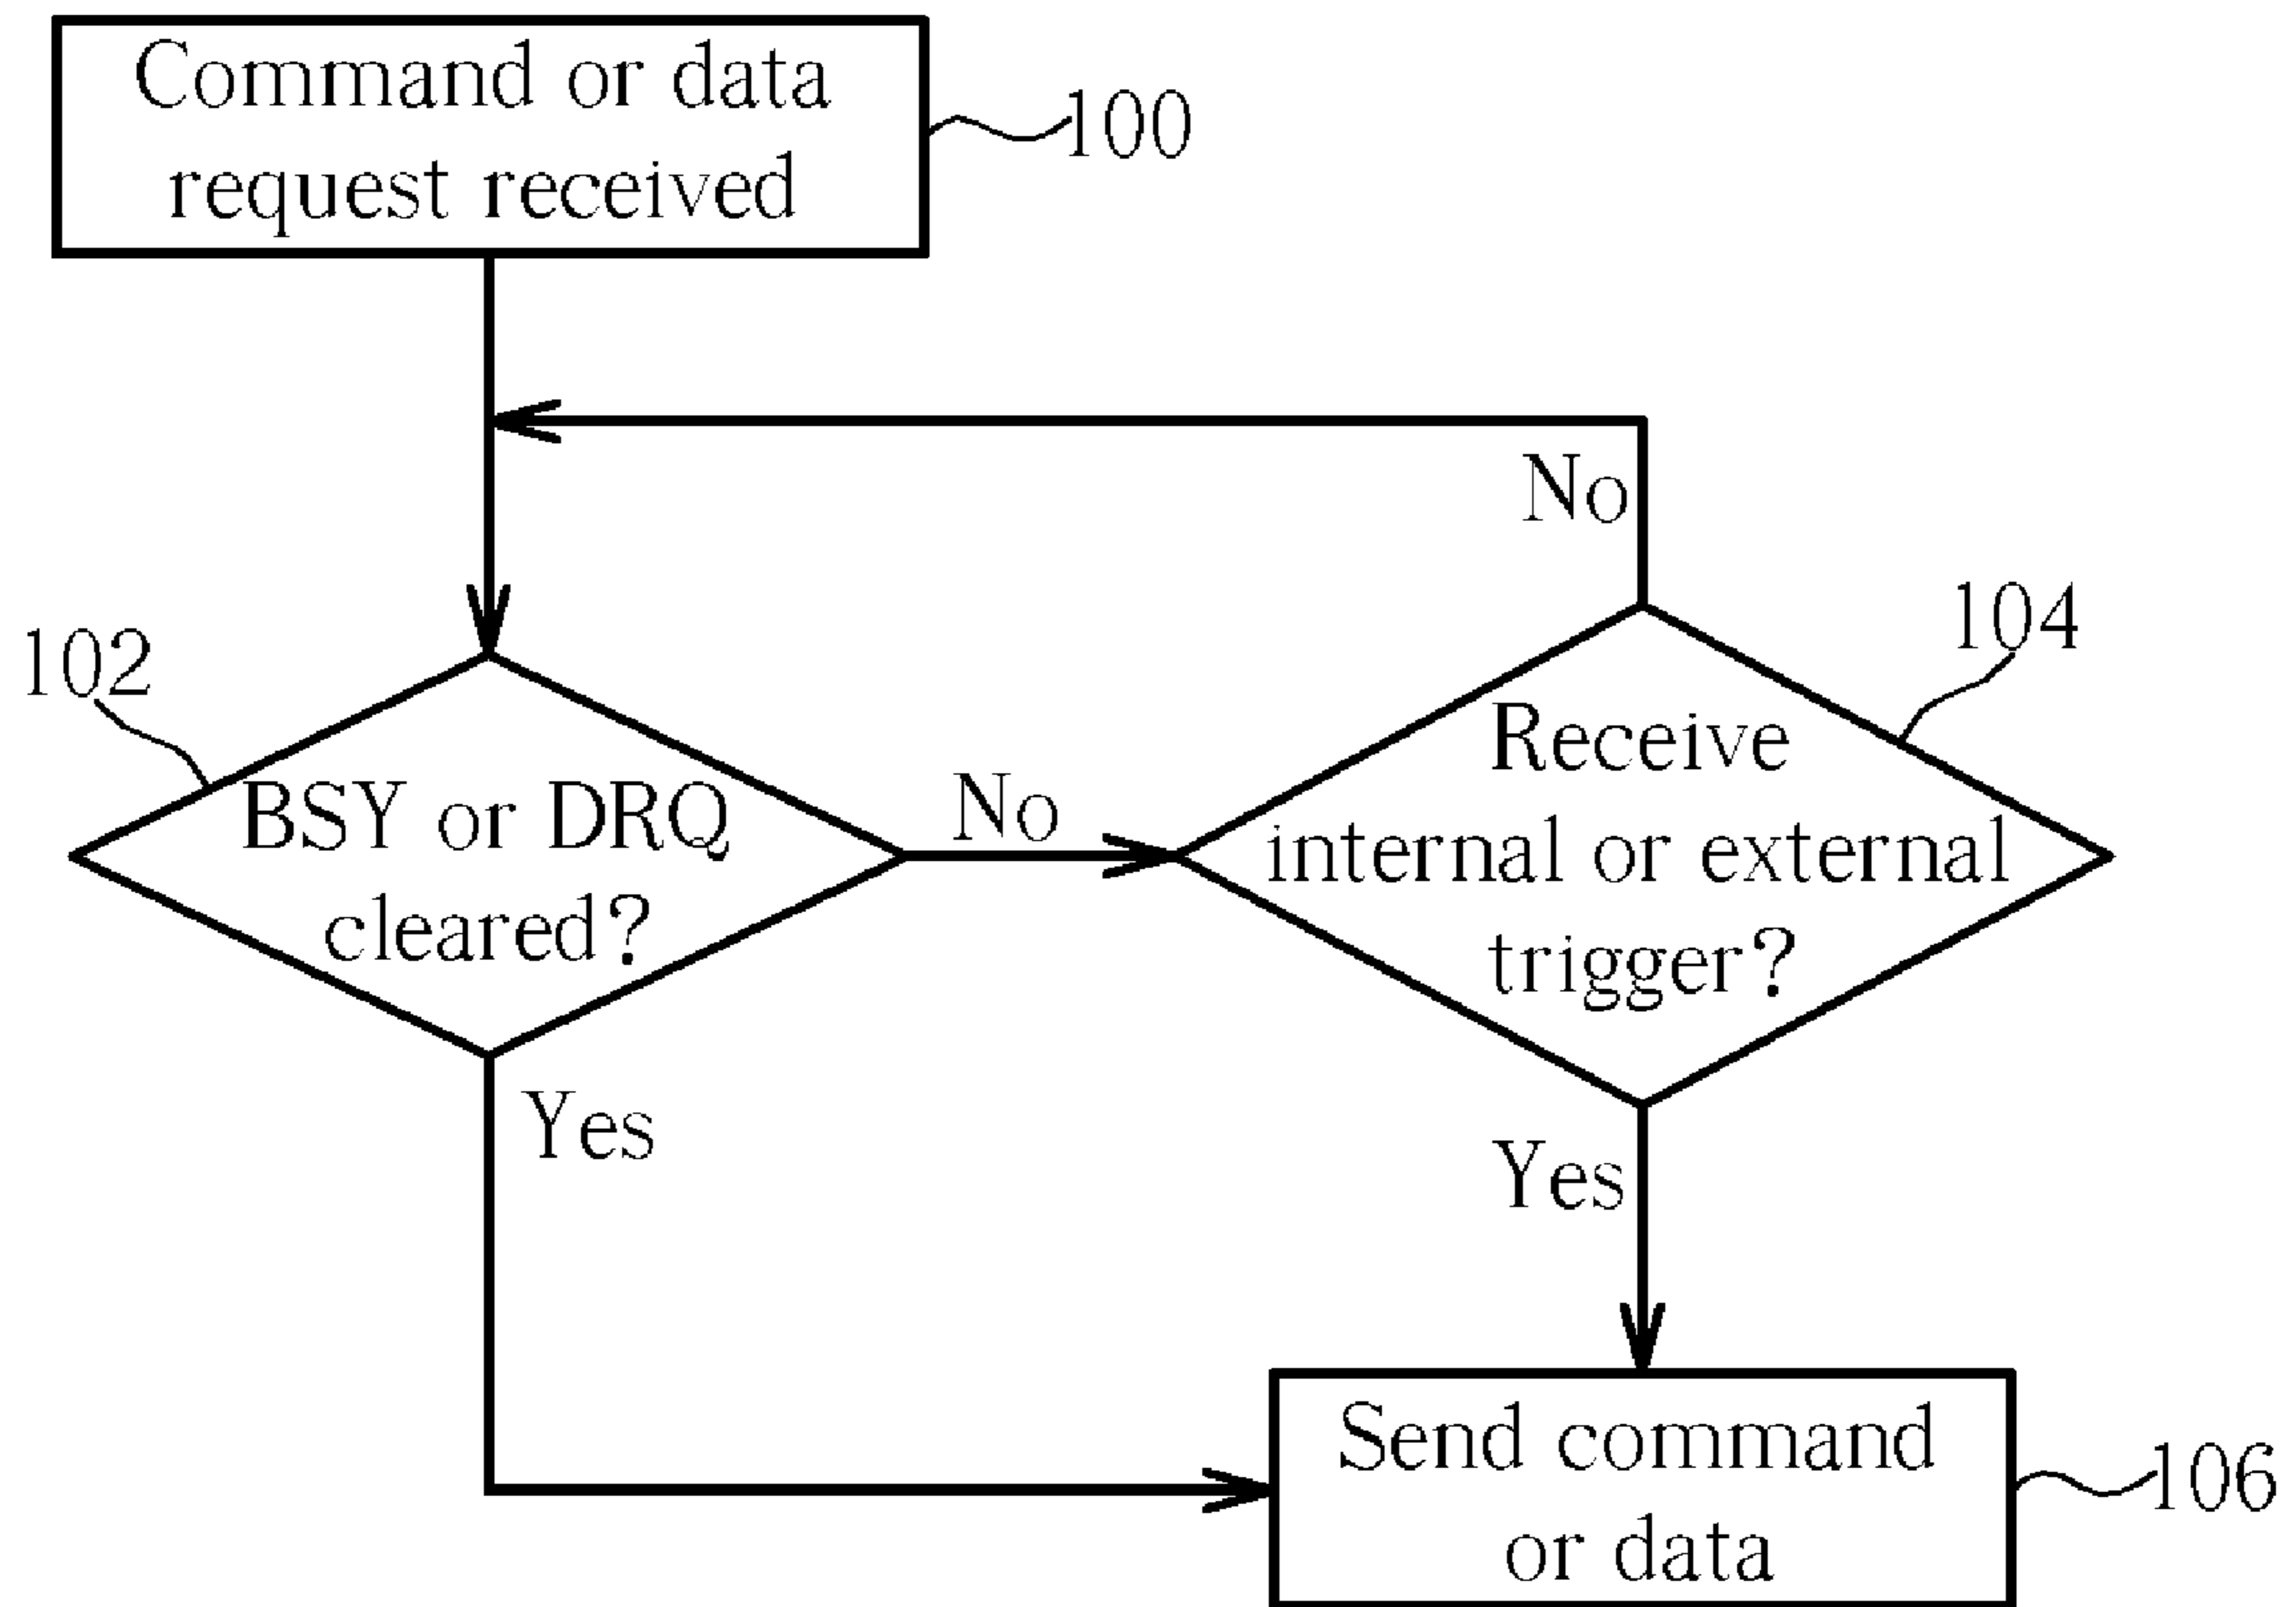 Command or data
request received
100
No
102
104
BSY or DRQ
cleared?
No
Receive
internal or external
trigger?
Yes
Yes
Send command
or data
106